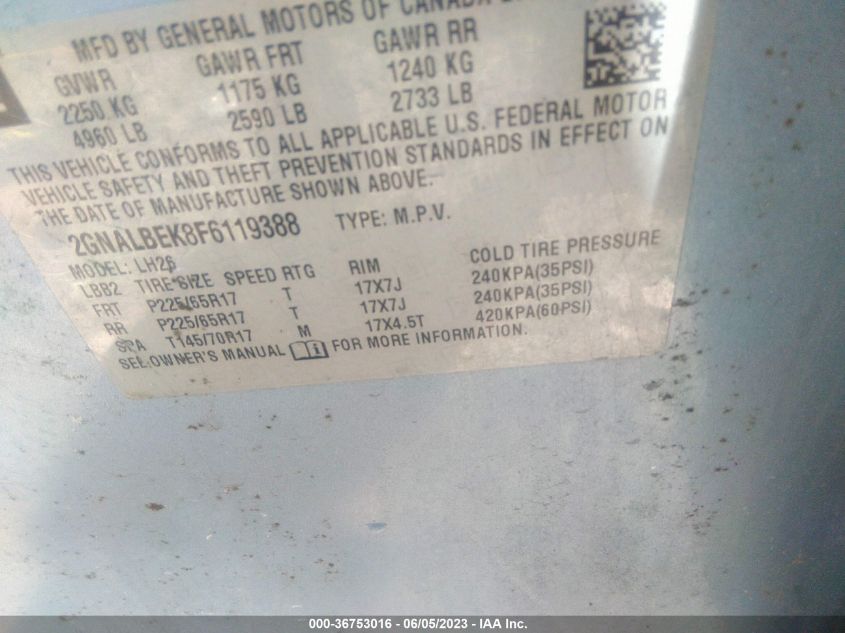 MFD BY GENERAL MOTORS OF CANADA
GVWR GAWR FRT GAWR RR
2250 KG 1175 KG 1240 KG
4960 LB 2590 LB 2733 LB
THIS VEHICLE CONFORMS TO ALL APPLICABLE U.S. FEDERAL MOTOR
VEHICLE SAFETY AND THEFT PREVENTION STANDARDS IN EFFECT ON
THE DATE OF MANUFACTURE SHOWN ABOVE.
2GNALBEK8F6119388 TYPE: M.P.V.
MODEL: LH26
LBB2 TIRE SIZE SPEED RTG RIM COLD TIRE PRESSURE
FRT P225/65R17 T 17X7J 240KPA(35PSI)
RR P225/65R17 T 17X7J 240KPA(35PSI)
SPA T145/70R17 M 17X4.5T 420KPA(60PSI)
SEE OWNER'S MANUAL FOR MORE INFORMATION.
000-36753016 - 06/05/2023 - IAA Inc.